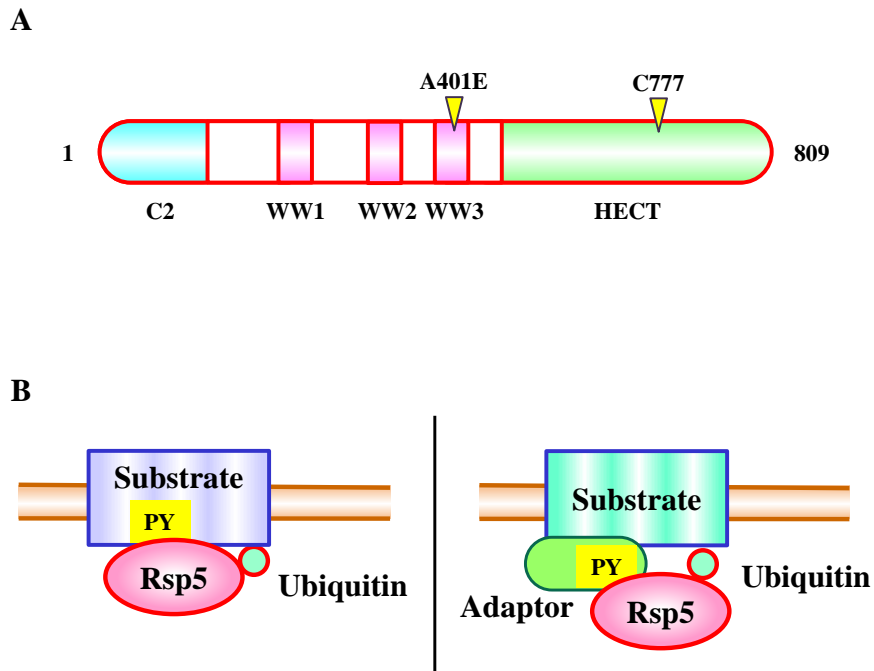 A
A401E
C777
1
809
C2
WW1
WW2
WW3
HECT
B
Substrate
PY
Rsp5
Ubiquitin
Substrate
PY
Adaptor
Rsp5
Ubiquitin